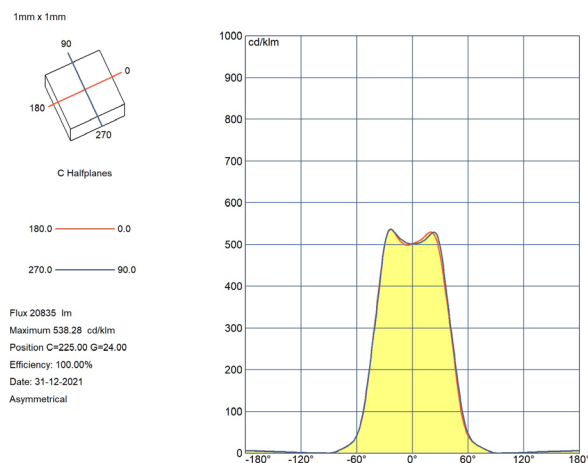 1mm x 1mm
90
0
180
270
C Halfplanes
180.0 0.0
270.0 90.0
Flux 20835 lm
Maximum 538.28 cd/klm
Position C=225.00 G=24.00
Efficiency: 100.00%
Date: 31-12-2021
Asymmetrical
1000
cd/klm
900
800
700
600
500
400
300
200
100
0
-180° -120° -60° 0° 60° 120° 180°